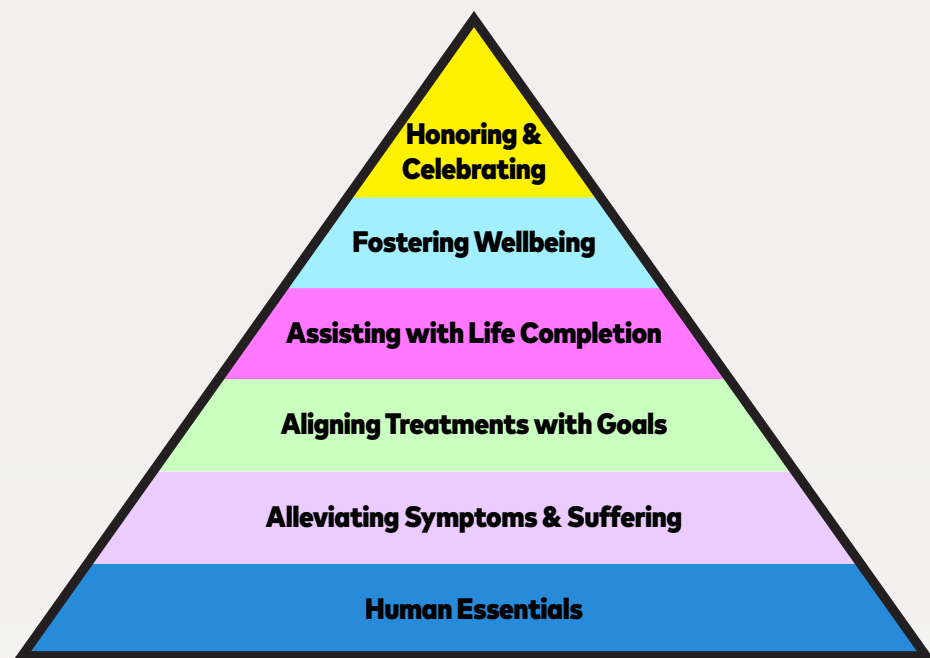 Honoring &
Celebrating
Fostering Wellbeing
Assisting with Life Completion
Aligning Treatments with Goals
Alleviating Symptoms & Suffering
Human Essentials